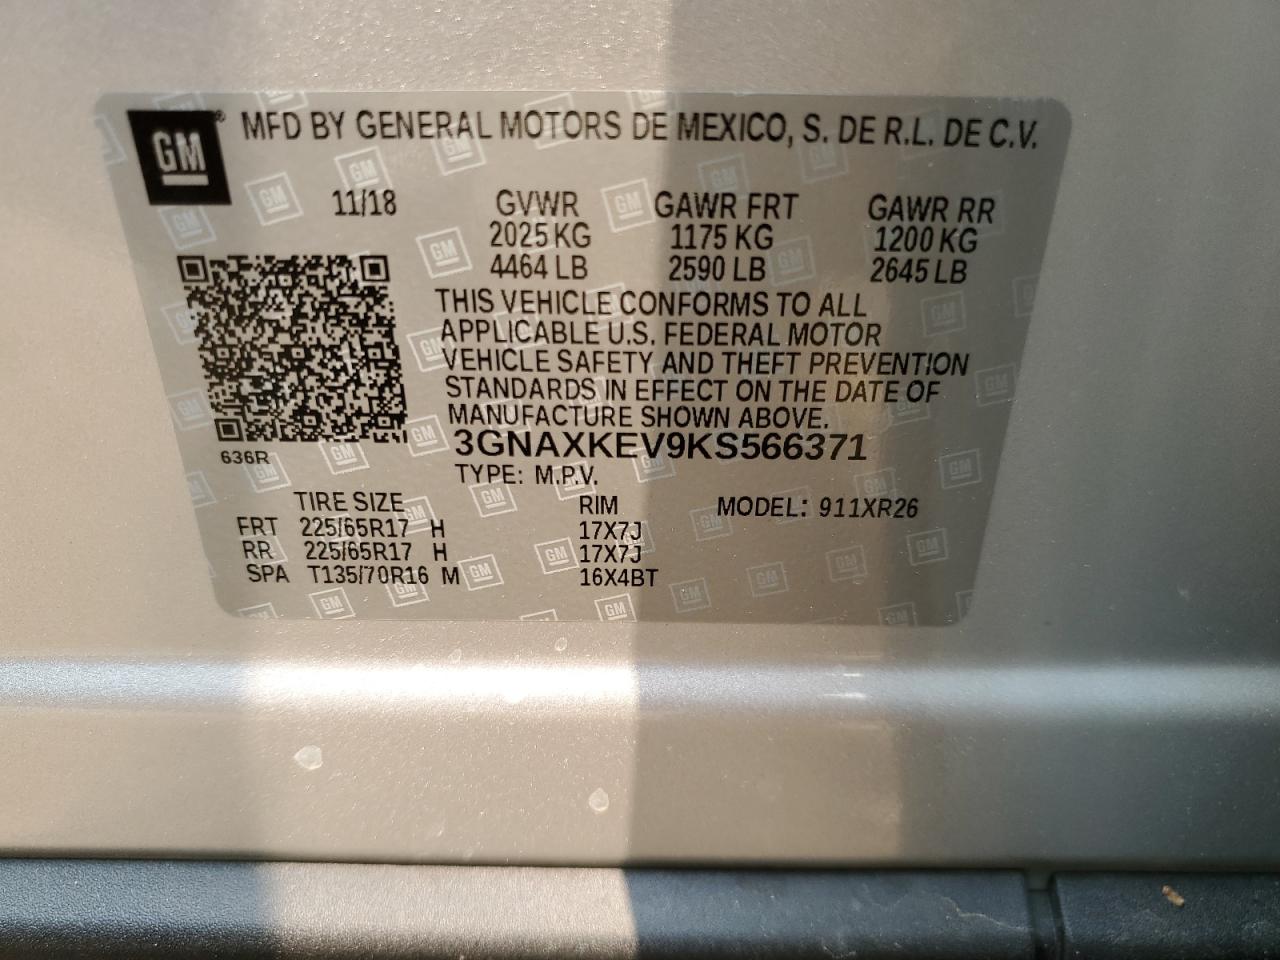 GM® MFD BY GENERAL MOTORS DE MEXICO, S. DE R.L. DE C.V.
11/18 GVWR GAWR FRT GAWR RR
2025 KG 1175 KG 1200 KG
4464 LB 2590 LB 2645 LB
THIS VEHICLE CONFORMS TO ALL
APPLICABLE U.S. FEDERAL MOTOR
VEHICLE SAFETY AND THEFT PREVENTION
STANDARDS IN EFFECT ON THE DATE OF
MANUFACTURE SHOWN ABOVE.
3GNAXKEV9KS566371
636R
TYPE: M.P.V.
TIRE SIZE RIM MODEL: 911XR26
FRT 225/65R17 H 17X7J
RR 225/65R17 H 17X7J
SPA T135/70R16 M 16X4BT